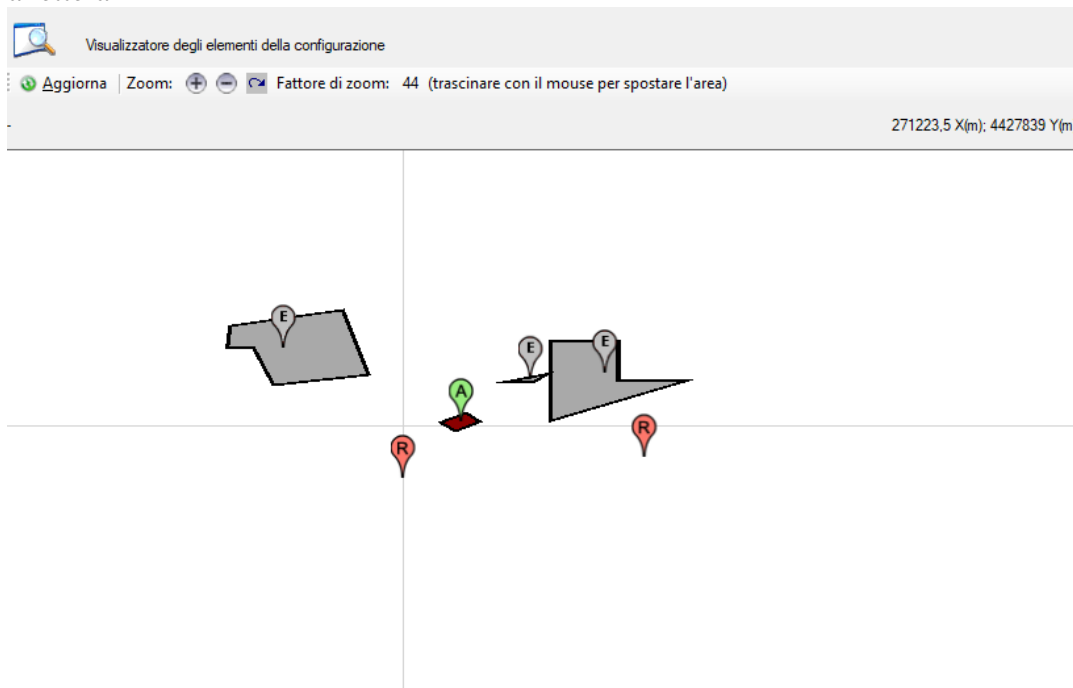 Visualizzatore degli elementi della configurazione
Aggiorna Zoom: Fattore di zoom: 44 (trascinare con il mouse per spostare l'area)
271223,5 X(m); 4427839 Y(m
E
E
E
A
R
R